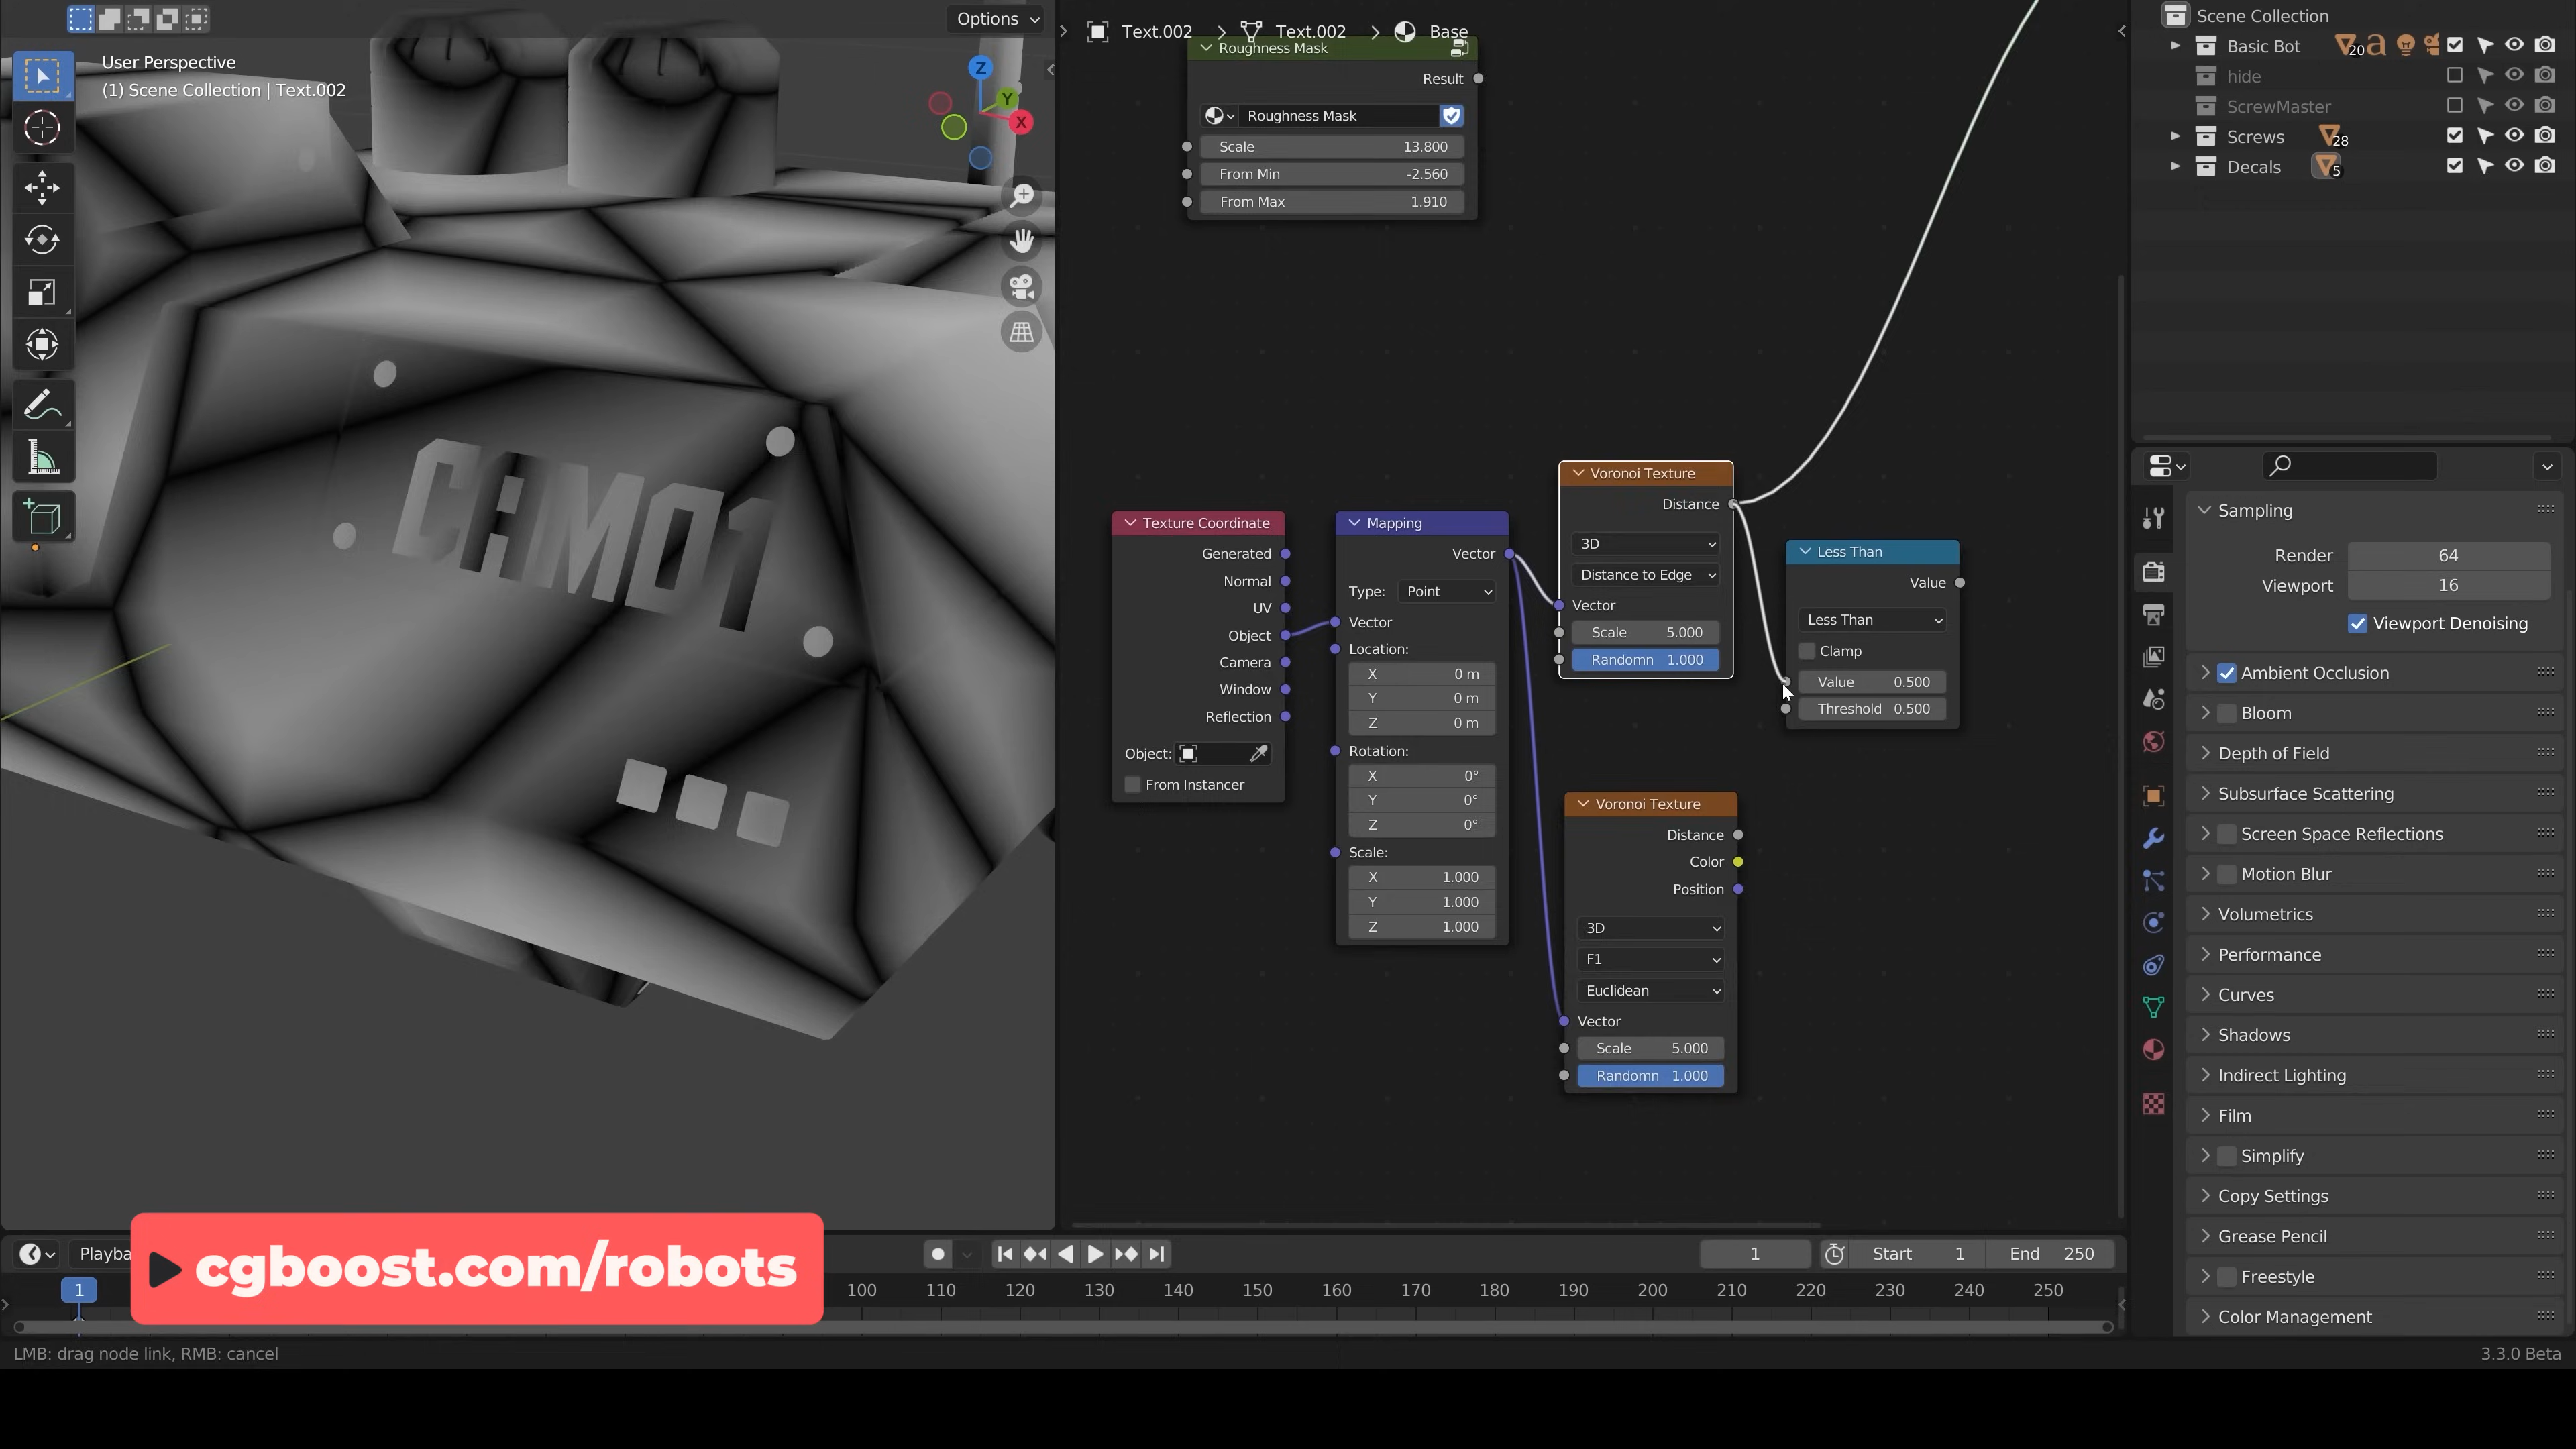 Options
User Perspective
(1) Scene Collection | Text.002
Z
Y
X
CAM01
Text.002
Text.002
Base
Roughness Mask
Result
Roughness Mask
Scale 13.800
From Min -2.560
From Max 1.910
Texture Coordinate
Generated
Normal
UV
Object
Camera
Window
Reflection
Object:
From Instancer
Mapping
Vector
Type: Point
Vector
Location:
X 0 m
Y 0 m
Z 0 m
Rotation:
X 0°
Y 0°
Z 0°
Scale:
X 1.000
Y 1.000
Z 1.000
Voronoi Texture
Distance
3D
Distance to Edge
Vector
Scale 5.000
Randomn 1.000
Less Than
Value
Less Than
Clamp
Value 0.500
Threshold 0.500
Voronoi Texture
Distance
Color
Position
3D
F1
Euclidean
Vector
Scale 5.000
Randomn 1.000
Scene Collection
Basic Bot 20
hide
ScrewMaster
Screws 28
Decals 5
Sampling
Render 64
Viewport 16
Viewport Denoising
Ambient Occlusion
Bloom
Depth of Field
Subsurface Scattering
Screen Space Reflections
Motion Blur
Volumetrics
Performance
Curves
Shadows
Indirect Lighting
Film
Simplify
Copy Settings
Grease Pencil
Freestyle
Color Management
Playba
1
Start 1
End 250
1
100 110 120 130 140 150 160 170 180 190 200 210 220 230 240 250
cgboost.com/robots
LMB: drag node link, RMB: cancel
3.3.0 Beta